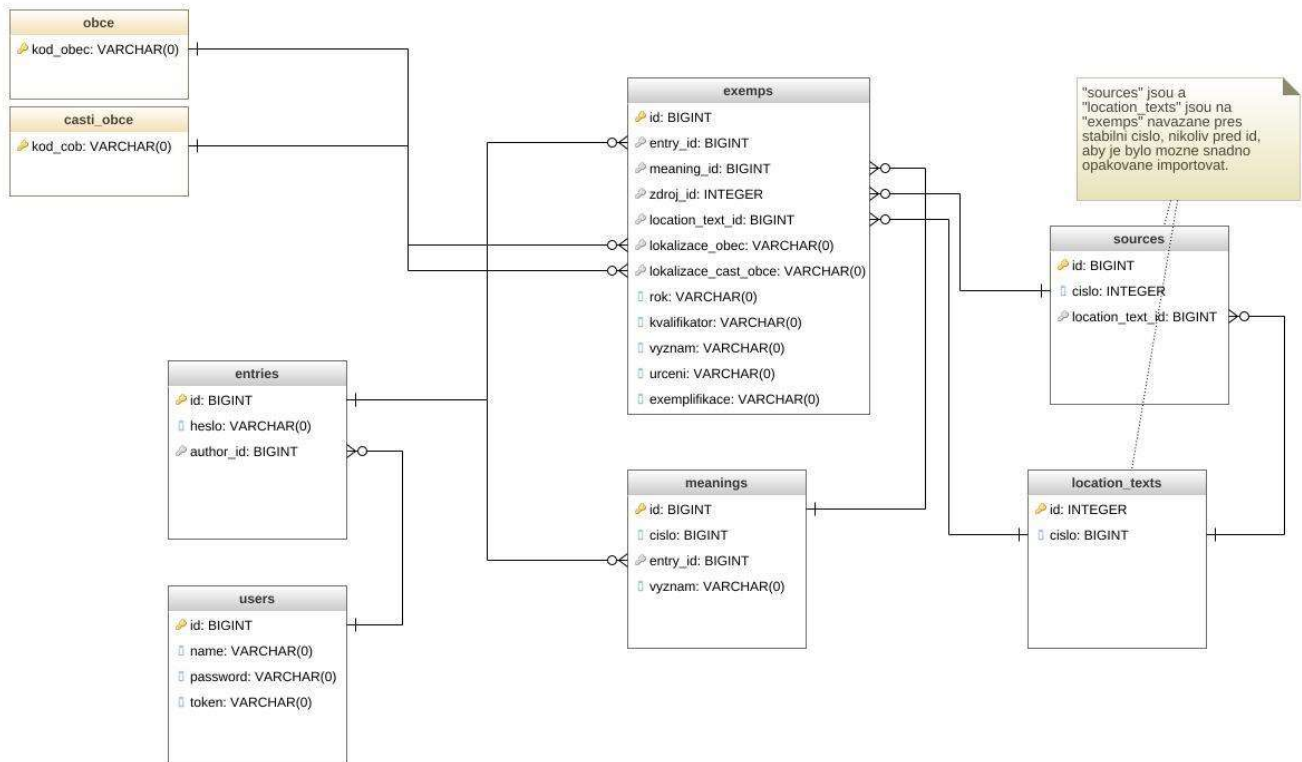 obce
kod_obec: VARCHAR(0)
casti_obce
kod_cob: VARCHAR(0)
exemps
id: BIGINT
entry_id: BIGINT
meaning_id: BIGINT
zdroj_id: INTEGER
location_text_id: BIGINT
lokalizace_obec: VARCHAR(0)
lokalizace_cast_obce: VARCHAR(0)
rok: VARCHAR(0)
kvalifikator: VARCHAR(0)
vyznam: VARCHAR(0)
urceni: VARCHAR(0)
exemplifikace: VARCHAR(0)
"sources" jsou a
"location_texts" jsou na
"exemps" navazane pres
stabilni cislo, nikoliv pred id,
aby je bylo mozne snadno
opakovane importovat.
sources
id: BIGINT
cislo: INTEGER
location_text_id: BIGINT
entries
id: BIGINT
heslo: VARCHAR(0)
author_id: BIGINT
meanings
id: BIGINT
cislo: BIGINT
entry_id: BIGINT
vyznam: VARCHAR(0)
location_texts
id: INTEGER
cislo: BIGINT
users
id: BIGINT
name: VARCHAR(0)
password: VARCHAR(0)
token: VARCHAR(0)